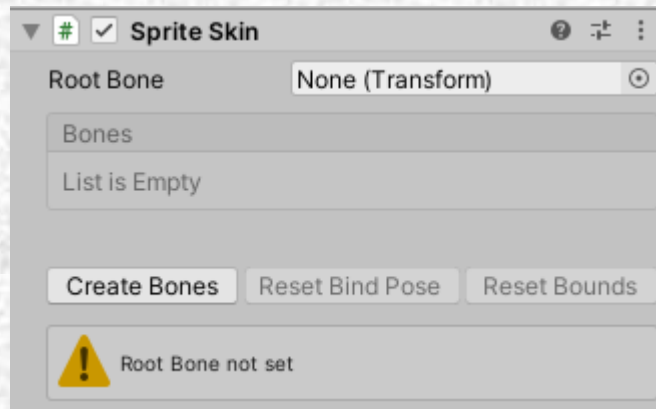 # Sprite Skin
Root Bone None (Transform)
Bones
List is Empty
Create Bones Reset Bind Pose Reset Bounds
Root Bone not set